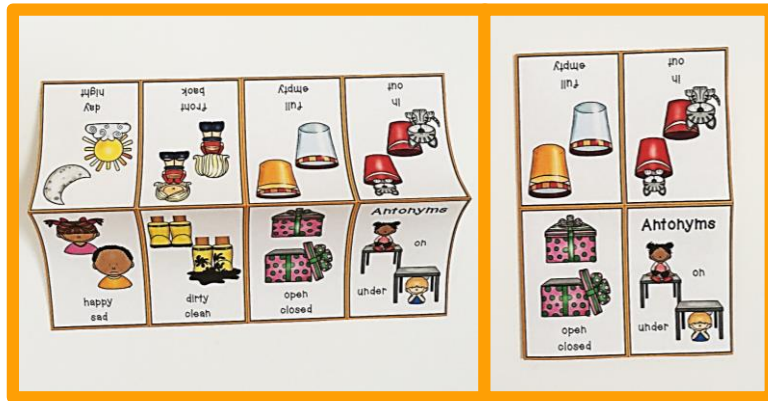 day
night
front
back
full
empty
in
out
happy
sad
dirty
clean
open
closed
Antonyms
on
under
full
empty
in
out
open
closed
Antonyms
on
under